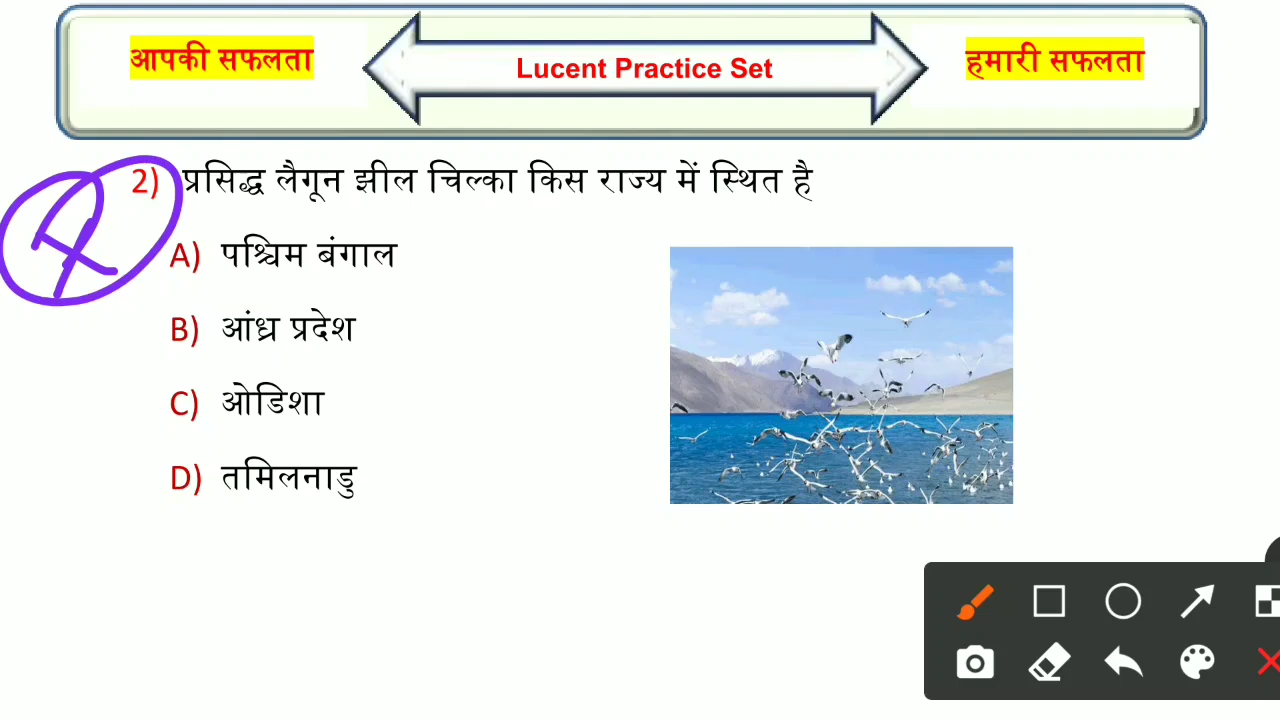 आपकी सफलता
Lucent Practice Set
हमारी सफलता
2) प्रसिद्ध लैगून झील चिल्का किस राज्य में स्थित है
A) पश्चिम बंगाल
B) आंध्र प्रदेश
C) ओडिशा
D) तमिलनाडु